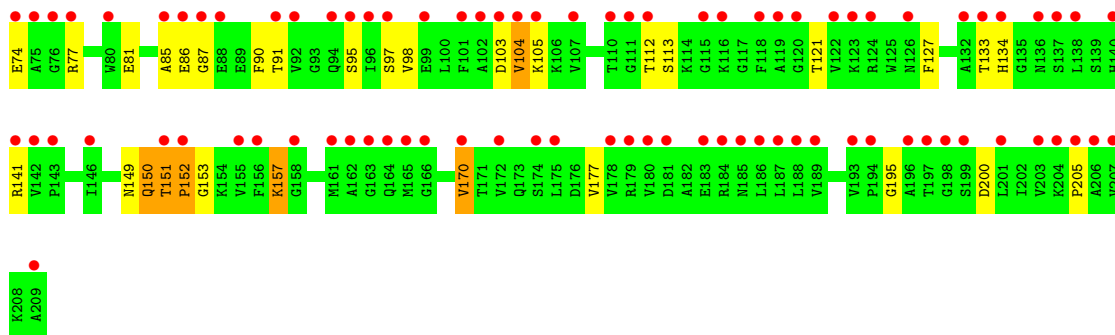 E74 A75 G76 R77 W80 E81 A85 E86 G87 E88 E89 F90 T91 V92 G93 Q94 S95 I96 S97 V98 E99 L100 F101 A102 D103 V104 K105 K106 V107 T110 G111 T112 S113 K114 G115 K116 G117 F118 A119 G120 T121 V122 K123 R124 W125 N126 F127 A132 T133 H134 G135 N136 S137 L138 S139 H140
R141 V142 P143 I146 N149 Q150 T151 P152 G153 K154 V155 F156 K157 G158 M161 A162 G163 Q164 M165 G166 V170 T171 V172 Q173 S174 L175 D176 V177 V178 R179 V180 D181 A182 E183 R184 N185 L186 L187 L188 V189 V193 P194 G195 A196 T197 G198 S199 D200 L201 I202 V203 K204 P205 A206 V207
K208 A209